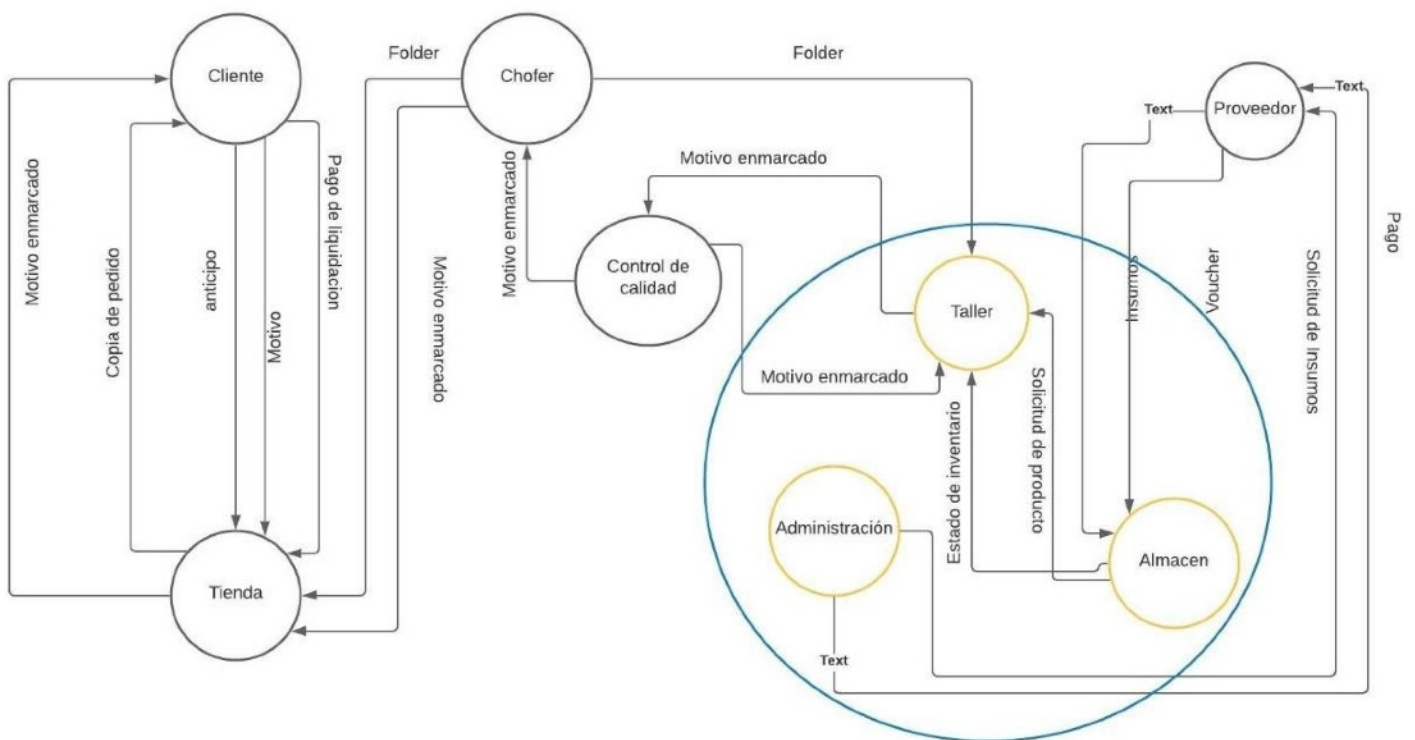 Folder
Folder
Cliente
Chofer
Proveedor
Text
Text
Motivo enmarcado
Copia de pedido
anticipo
Motivo
Pago de liquidacion
Motivo enmarcado
Motivo enmarcado
Motivo enmarcado
Control de
calidad
Taller
Insumos
Voucher
Solicitud de Insumos
Pago
Motivo enmarcado
Estado de inventario
Solicitud de producto
Administración
Almacen
Tienda
Text